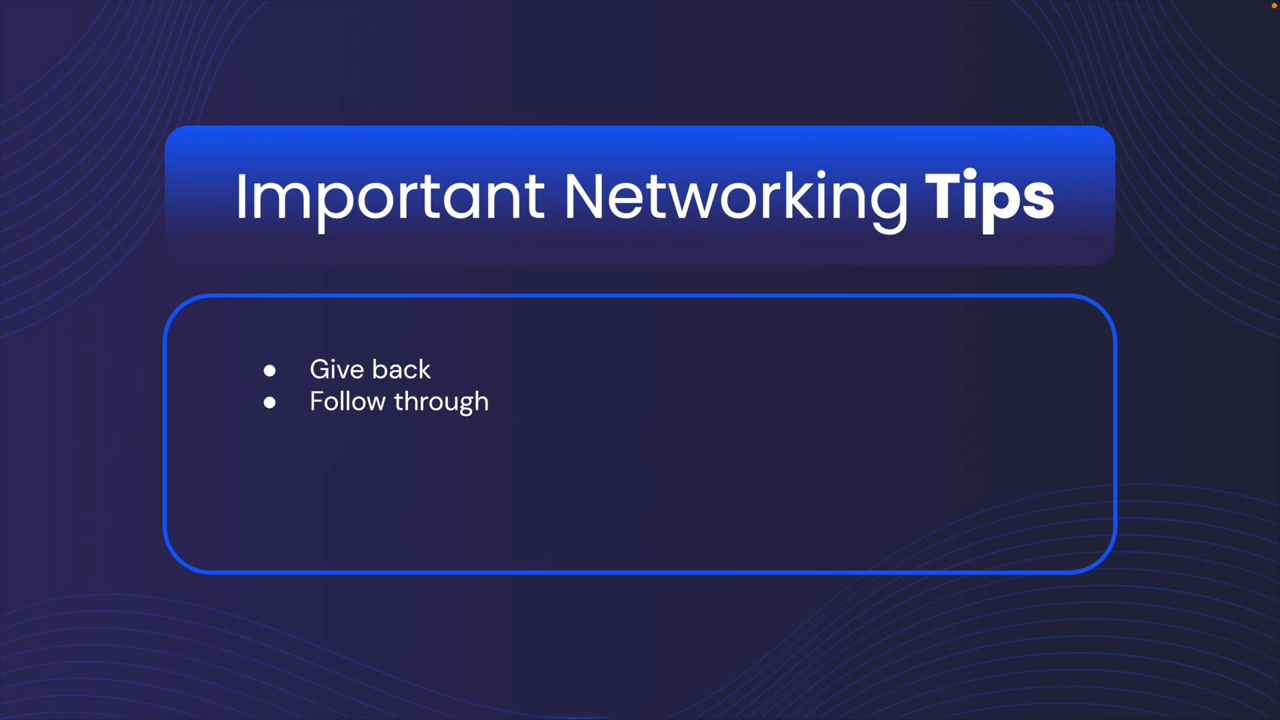 Important Networking Tips
● Give back
● Follow through